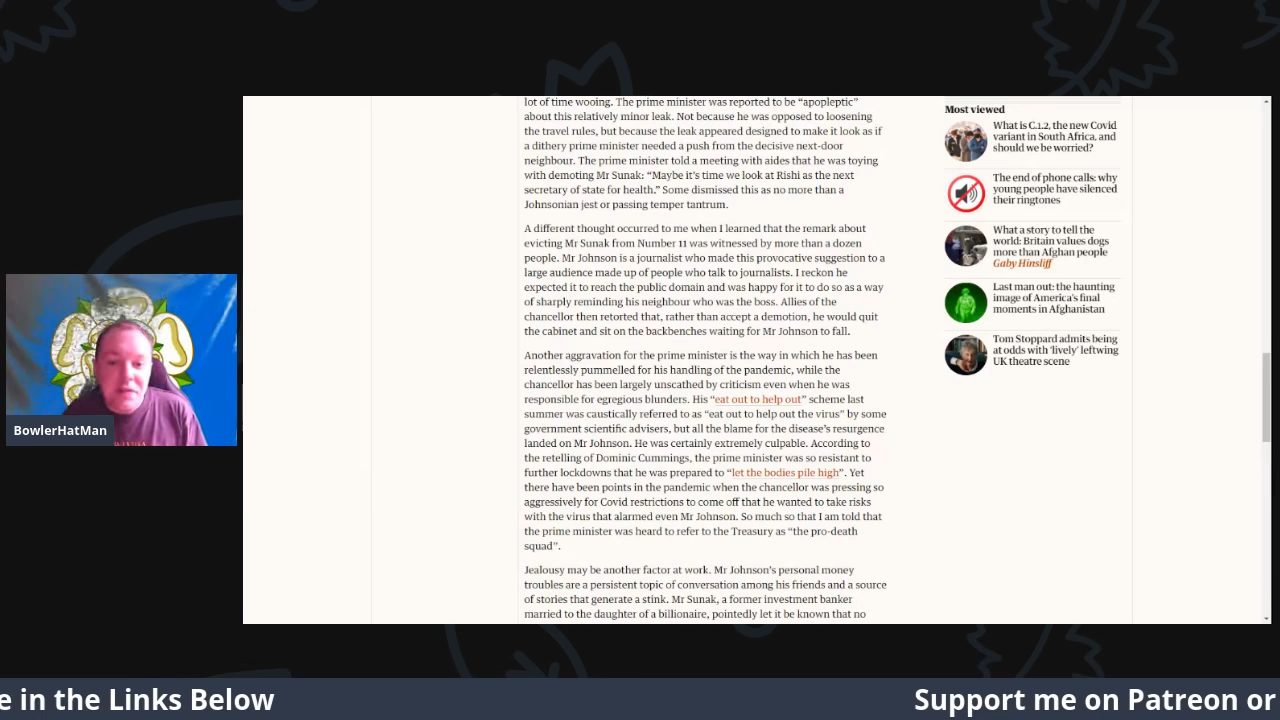 lot of time wooing. The prime minister was reported to be “apopleptic”
about this relatively minor leak. Not because he was opposed to loosening
the travel rules, but because the leak appeared designed to make it look as if
a dithery prime minister needed a push from the decisive next-door
neighbour. The prime minister told a meeting with aides that he was toying
with demoting Mr Sunak: “Maybe it’s time we look at Rishi as the next
secretary of state for health.” Some dismissed this as no more than a
Johnsonian jest or passing temper tantrum.
A different thought occurred to me when I learned that the remark about
evicting Mr Sunak from Number 11 was witnessed by more than a dozen
people. Mr Johnson is a journalist who made this provocative suggestion to a
large audience made up of people who talk to journalists. I reckon he
expected it to reach the public domain and was happy for it to do so as a way
of sharply reminding his neighbour who was the boss. Allies of the
chancellor then retorted that, rather than accept a demotion, he would quit
the cabinet and sit on the backbenches waiting for Mr Johnson to fall.
Another aggravation for the prime minister is the way in which he has been
relentlessly pummelled for his handling of the pandemic, while the
chancellor has been largely unscathed by criticism even when he was
responsible for egregious blunders. His “eat out to help out” scheme last
summer was caustically referred to as “eat out to help out the virus” by some
government scientific advisers, but all the blame for the disease’s resurgence
landed on Mr Johnson. He was certainly extremely culpable. According to
the retelling of Dominic Cummings, the prime minister was so resistant to
further lockdowns that he was prepared to “let the bodies pile high”. Yet
there have been points in the pandemic when the chancellor was pressing so
aggressively for Covid restrictions to come off that he wanted to take risks
with the virus that alarmed even Mr Johnson. So much so that I am told that
the prime minister was heard to refer to the Treasury as “the pro-death
squad”.
Jealousy may be another factor at work. Mr Johnson’s personal money
troubles are a persistent topic of conversation among his friends and a source
of stories that generate a stink. Mr Sunak, a former investment banker
married to the daughter of a billionaire, pointedly let it be known that no
Most viewed
What is C.1.2, the new Covid
variant in South Africa, and
should we be worried?
The end of phone calls: why
young people have silenced
their ringtones
What a story to tell the
world: Britain values dogs
more than Afghan people
Gaby Hinsliff
Last man out: the haunting
image of America’s final
moments in Afghanistan
Tom Stoppard admits being
at odds with ‘lively’ leftwing
UK theatre scene
BowlerHatMan
e in the Links Below
Support me on Patreon or